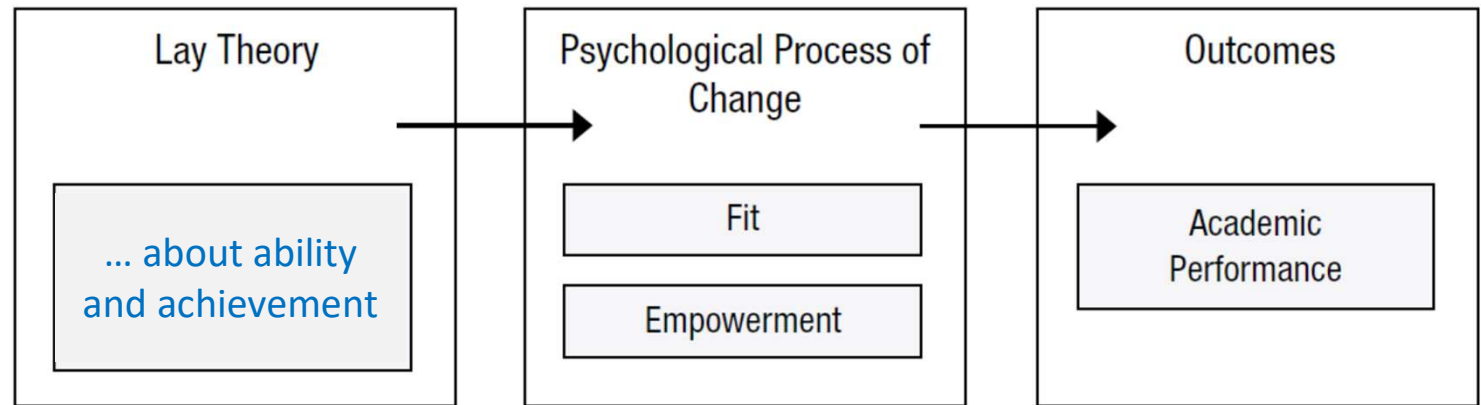 Lay Theory
… about ability
and achievement
Psychological Process of
Change
Fit
Empowerment
Outcomes
Academic
Performance